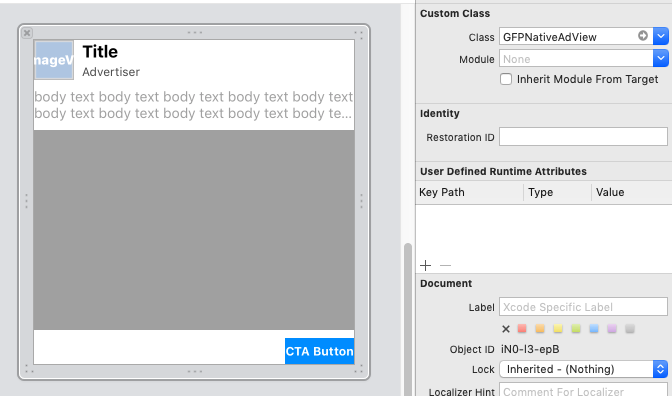 Title
Advertiser
body text body text body text body text body text
body text body text body text body text body te...
CTA Button
Custom Class
Class GFPNativeAdView
Module None
Inherit Module From Target
Identity
Restoration ID
User Defined Runtime Attributes
Key Path Type Value
Document
Label Xcode Specific Label
Object ID iN0-l3-epB
Lock Inherited - (Nothing)
Localizer Hint Comment For Localizer